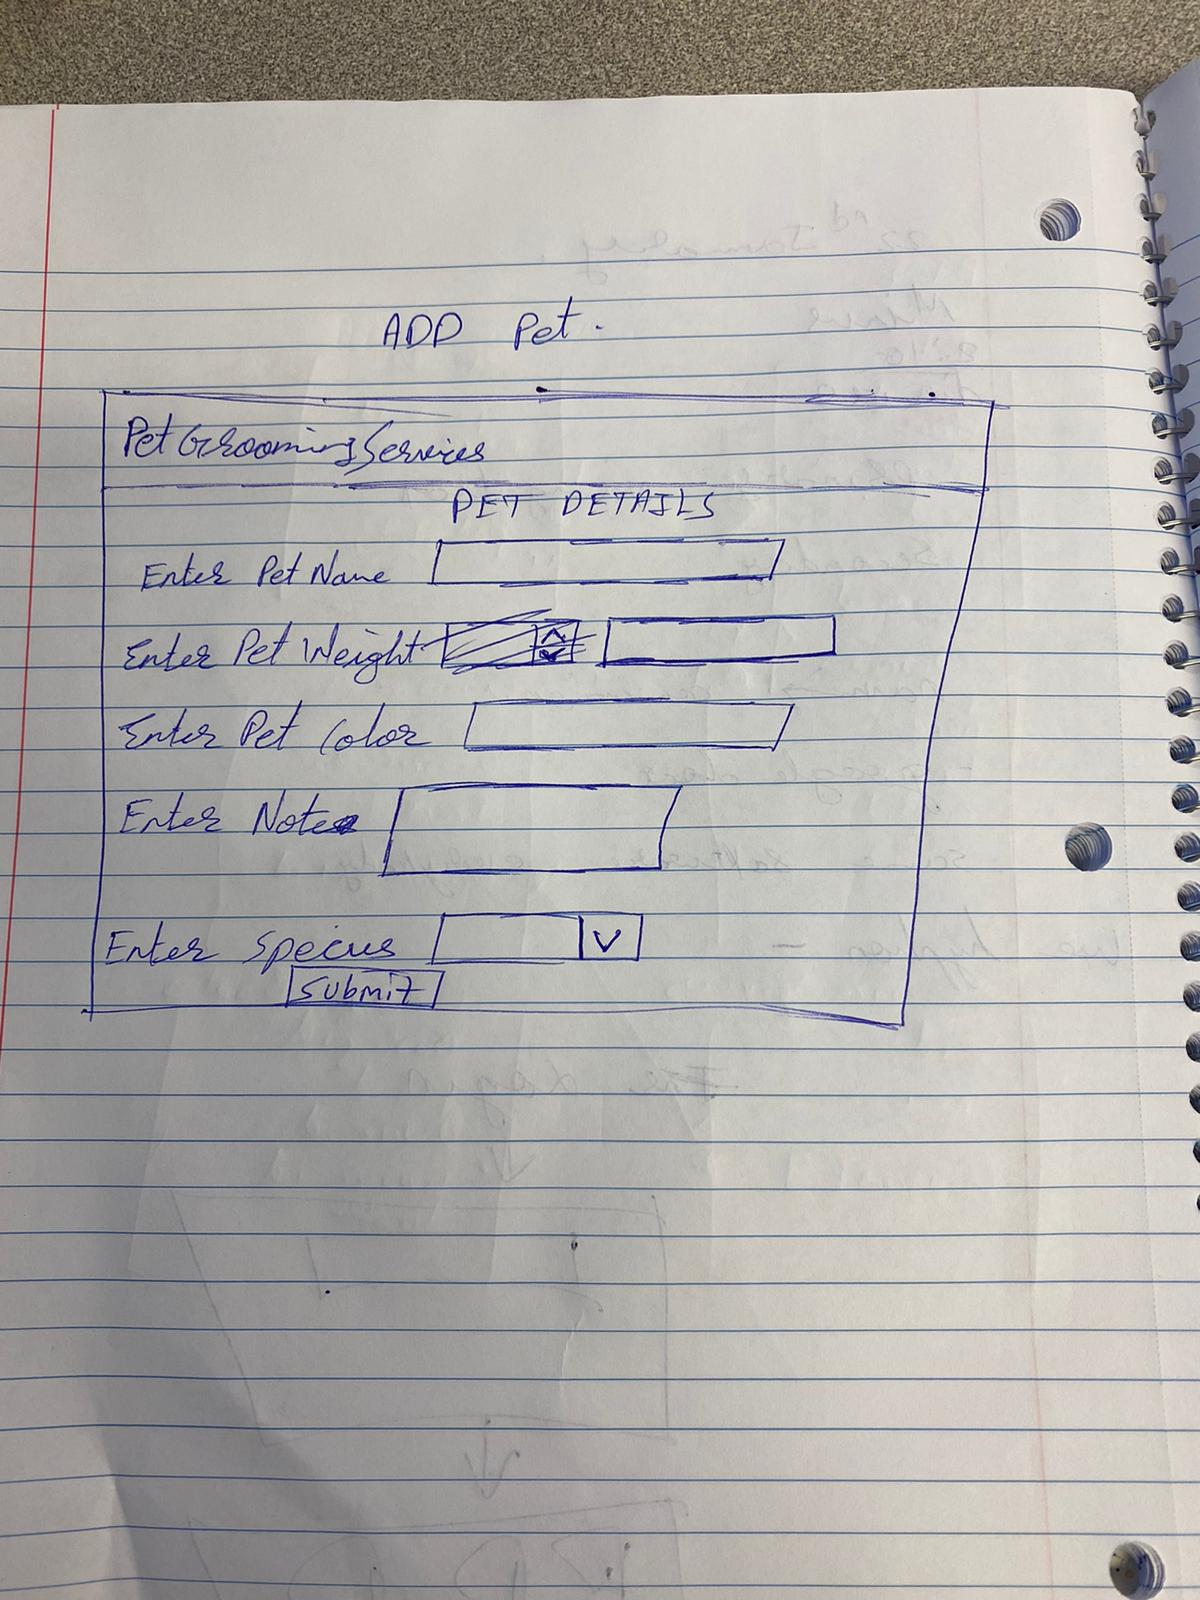 ADD Pet.
Pet Grooming Services
PET DETAILS
Enter Pet Name
Enter Pet Weight
Enter Pet Color
Enter Note
Enter Species
Submit